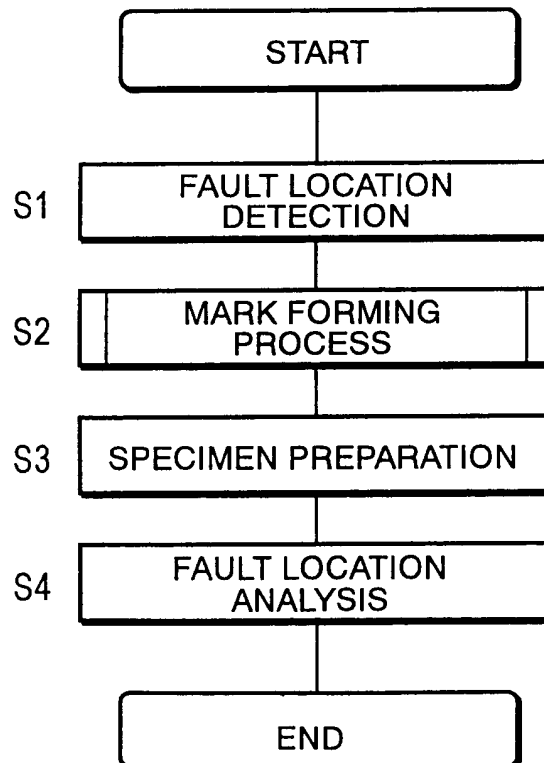 START
S1
FAULT LOCATION
DETECTION
S2
MARK FORMING
PROCESS
S3
SPECIMEN PREPARATION
S4
FAULT LOCATION
ANALYSIS
END